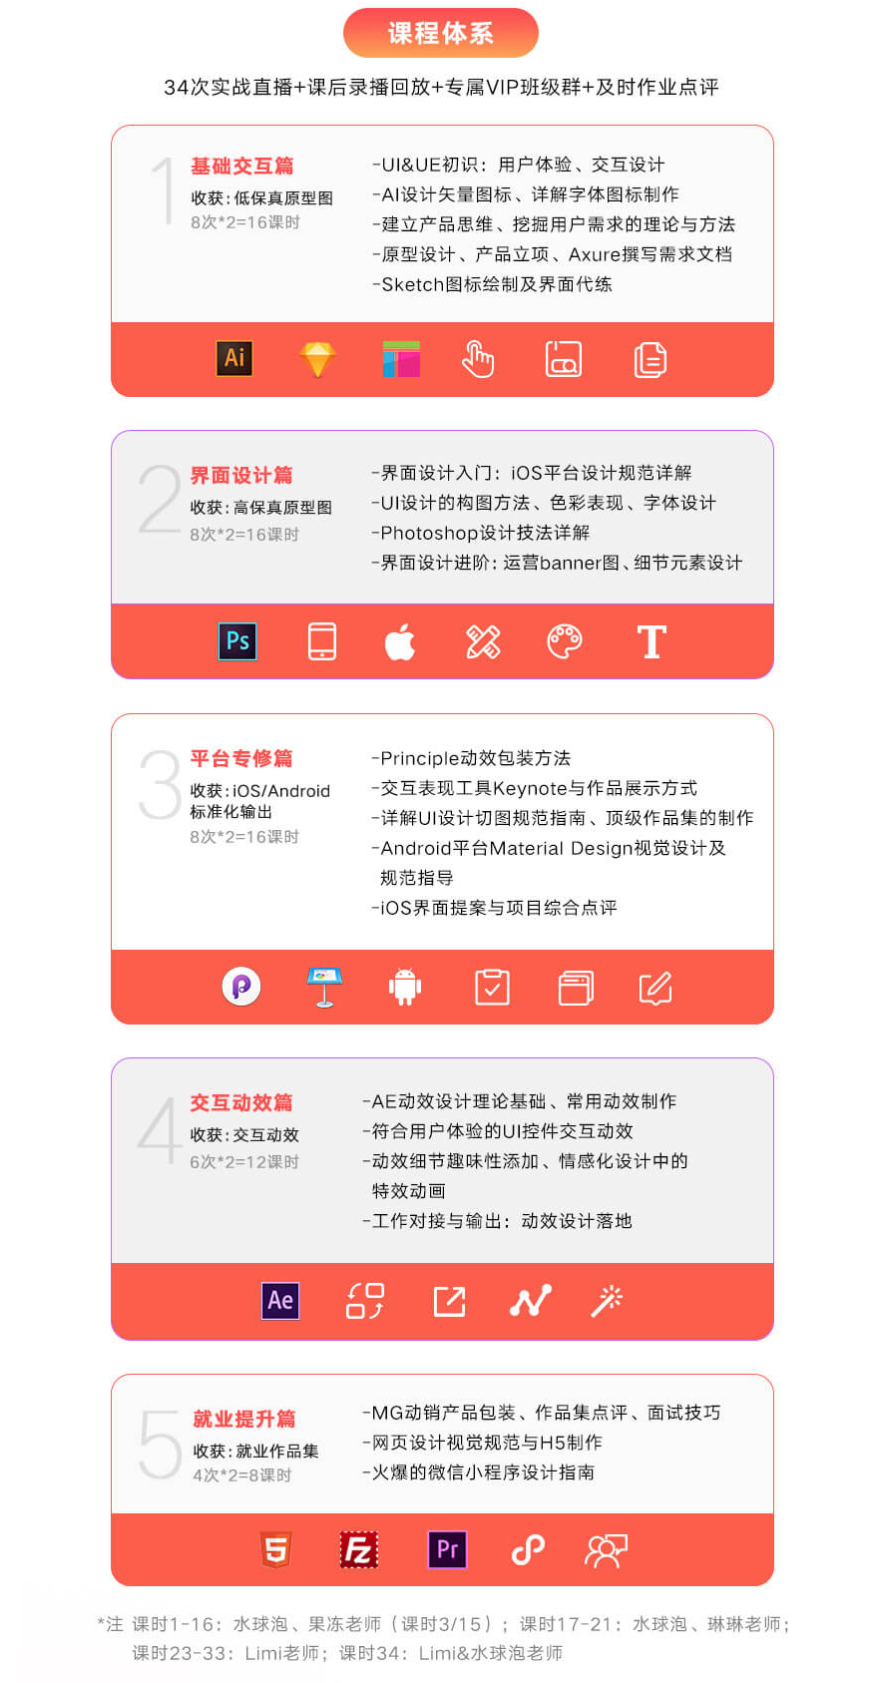 课程体系
34次实战直播+课后录播回放+专属VIP班级群+及时作业点评
1
基础交互篇
收获:低保真原型图
8次*2=16课时
-UI&UE初识：用户体验、交互设计
-AI设计矢量图标、详解字体图标制作
-建立产品思维、挖掘用户需求的理论与方法
-原型设计、产品立项、Axure撰写需求文档
-Sketch图标绘制及界面代练
Ai
2
界面设计篇
收获:高保真原型图
8次*2=16课时
-界面设计入门：iOS平台设计规范详解
-UI设计的构图方法、色彩表现、字体设计
-Photoshop设计技法详解
-界面设计进阶:运营banner图、细节元素设计
Ps
T
3
平台专修篇
收获:iOS/Android
标准化输出
8次*2=16课时
-Principle动效包装方法
-交互表现工具Keynote与作品展示方式
-详解UI设计切图规范指南、顶级作品集的制作
-Android平台Material Design视觉设计及
规范指导
-iOS界面提案与项目综合点评
4
交互动效篇
收获:交互动效
6次*2=12课时
-AE动效设计理论基础、常用动效制作
-符合用户体验的UI控件交互动效
-动效细节趣味性添加、情感化设计中的
特效动画
-工作对接与输出：动效设计落地
Ae
5
就业提升篇
收获:就业作品集
4次*2=8课时
-MG动销产品包装、作品集点评、面试技巧
-网页设计视觉规范与H5制作
-火爆的微信小程序设计指南
5 Fz Pr
*注 课时1-16：水球泡、果冻老师（课时3/15）；课时17-21：水球泡、琳琳老师；
课时23-33：Limi老师；课时34：Limi&水球泡老师